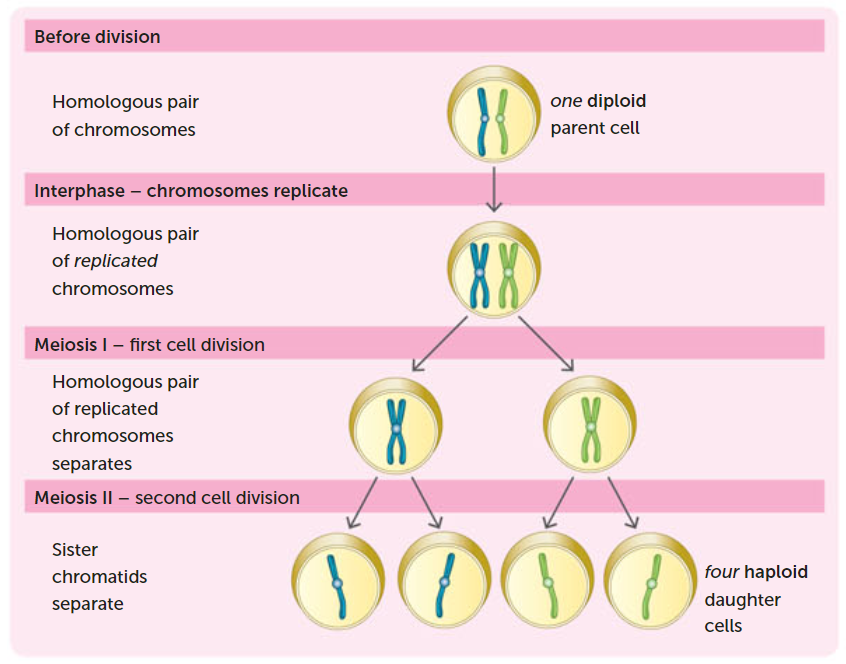 Before division
Homologous pair
of chromosomes
one diploid
parent cell
Interphase – chromosomes replicate
Homologous pair
of replicated
chromosomes
Meiosis I – first cell division
Homologous pair
of replicated
chromosomes
separates
Meiosis II – second cell division
Sister
chromatids
separate
four haploid
daughter
cells